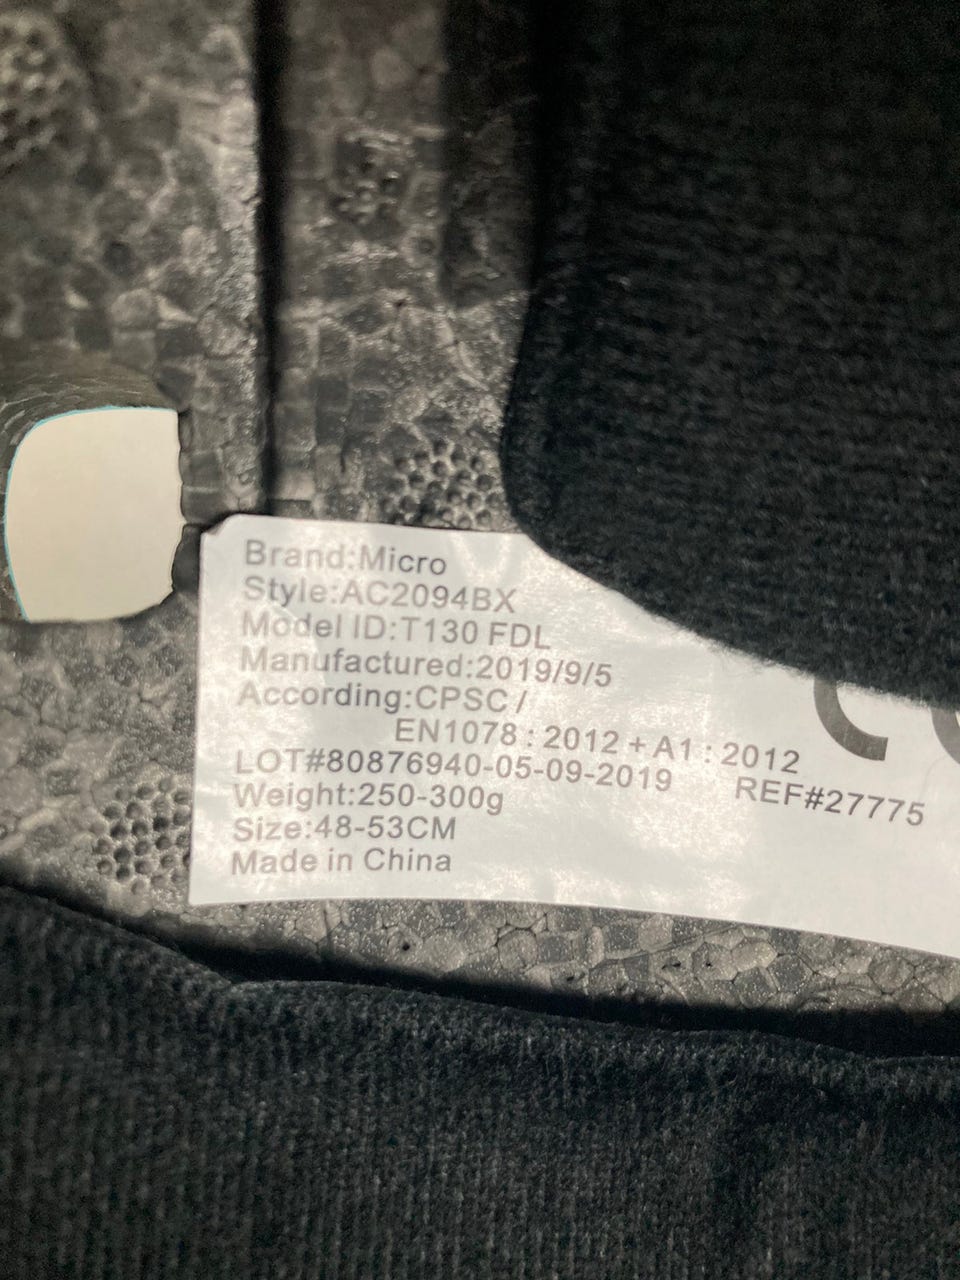 Brand:Micro
Style:AC2094BX
Model ID:T130 FDL
Manufactured:2019/9/5
According:CPSC /
EN1078 : 2012 + A1 : 2012
LOT#80876940-05-09-2019 REF#27775
Weight:250-300g
Size:48-53CM
Made in China